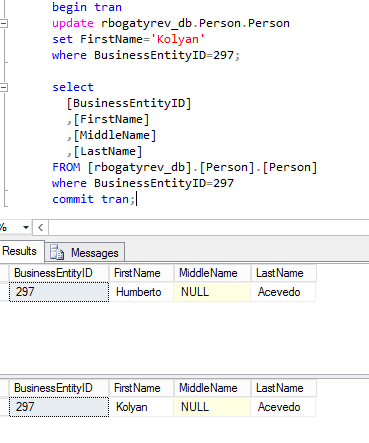 begin tran
update rbogatyrev_db.Person.Person
set FirstName='Kolyan'
where BusinessEntityID=297;
select
[BusinessEntityID]
,[FirstName]
,[MiddleName]
,[LastName]
FROM [rbogatyrev_db].[Person].[Person]
where BusinessEntityID=297
commit tran;
%
Results Messages
BusinessEntityID FirstName MiddleName LastName
297 Humberto NULL Acevedo
BusinessEntityID FirstName MiddleName LastName
297 Kolyan NULL Acevedo